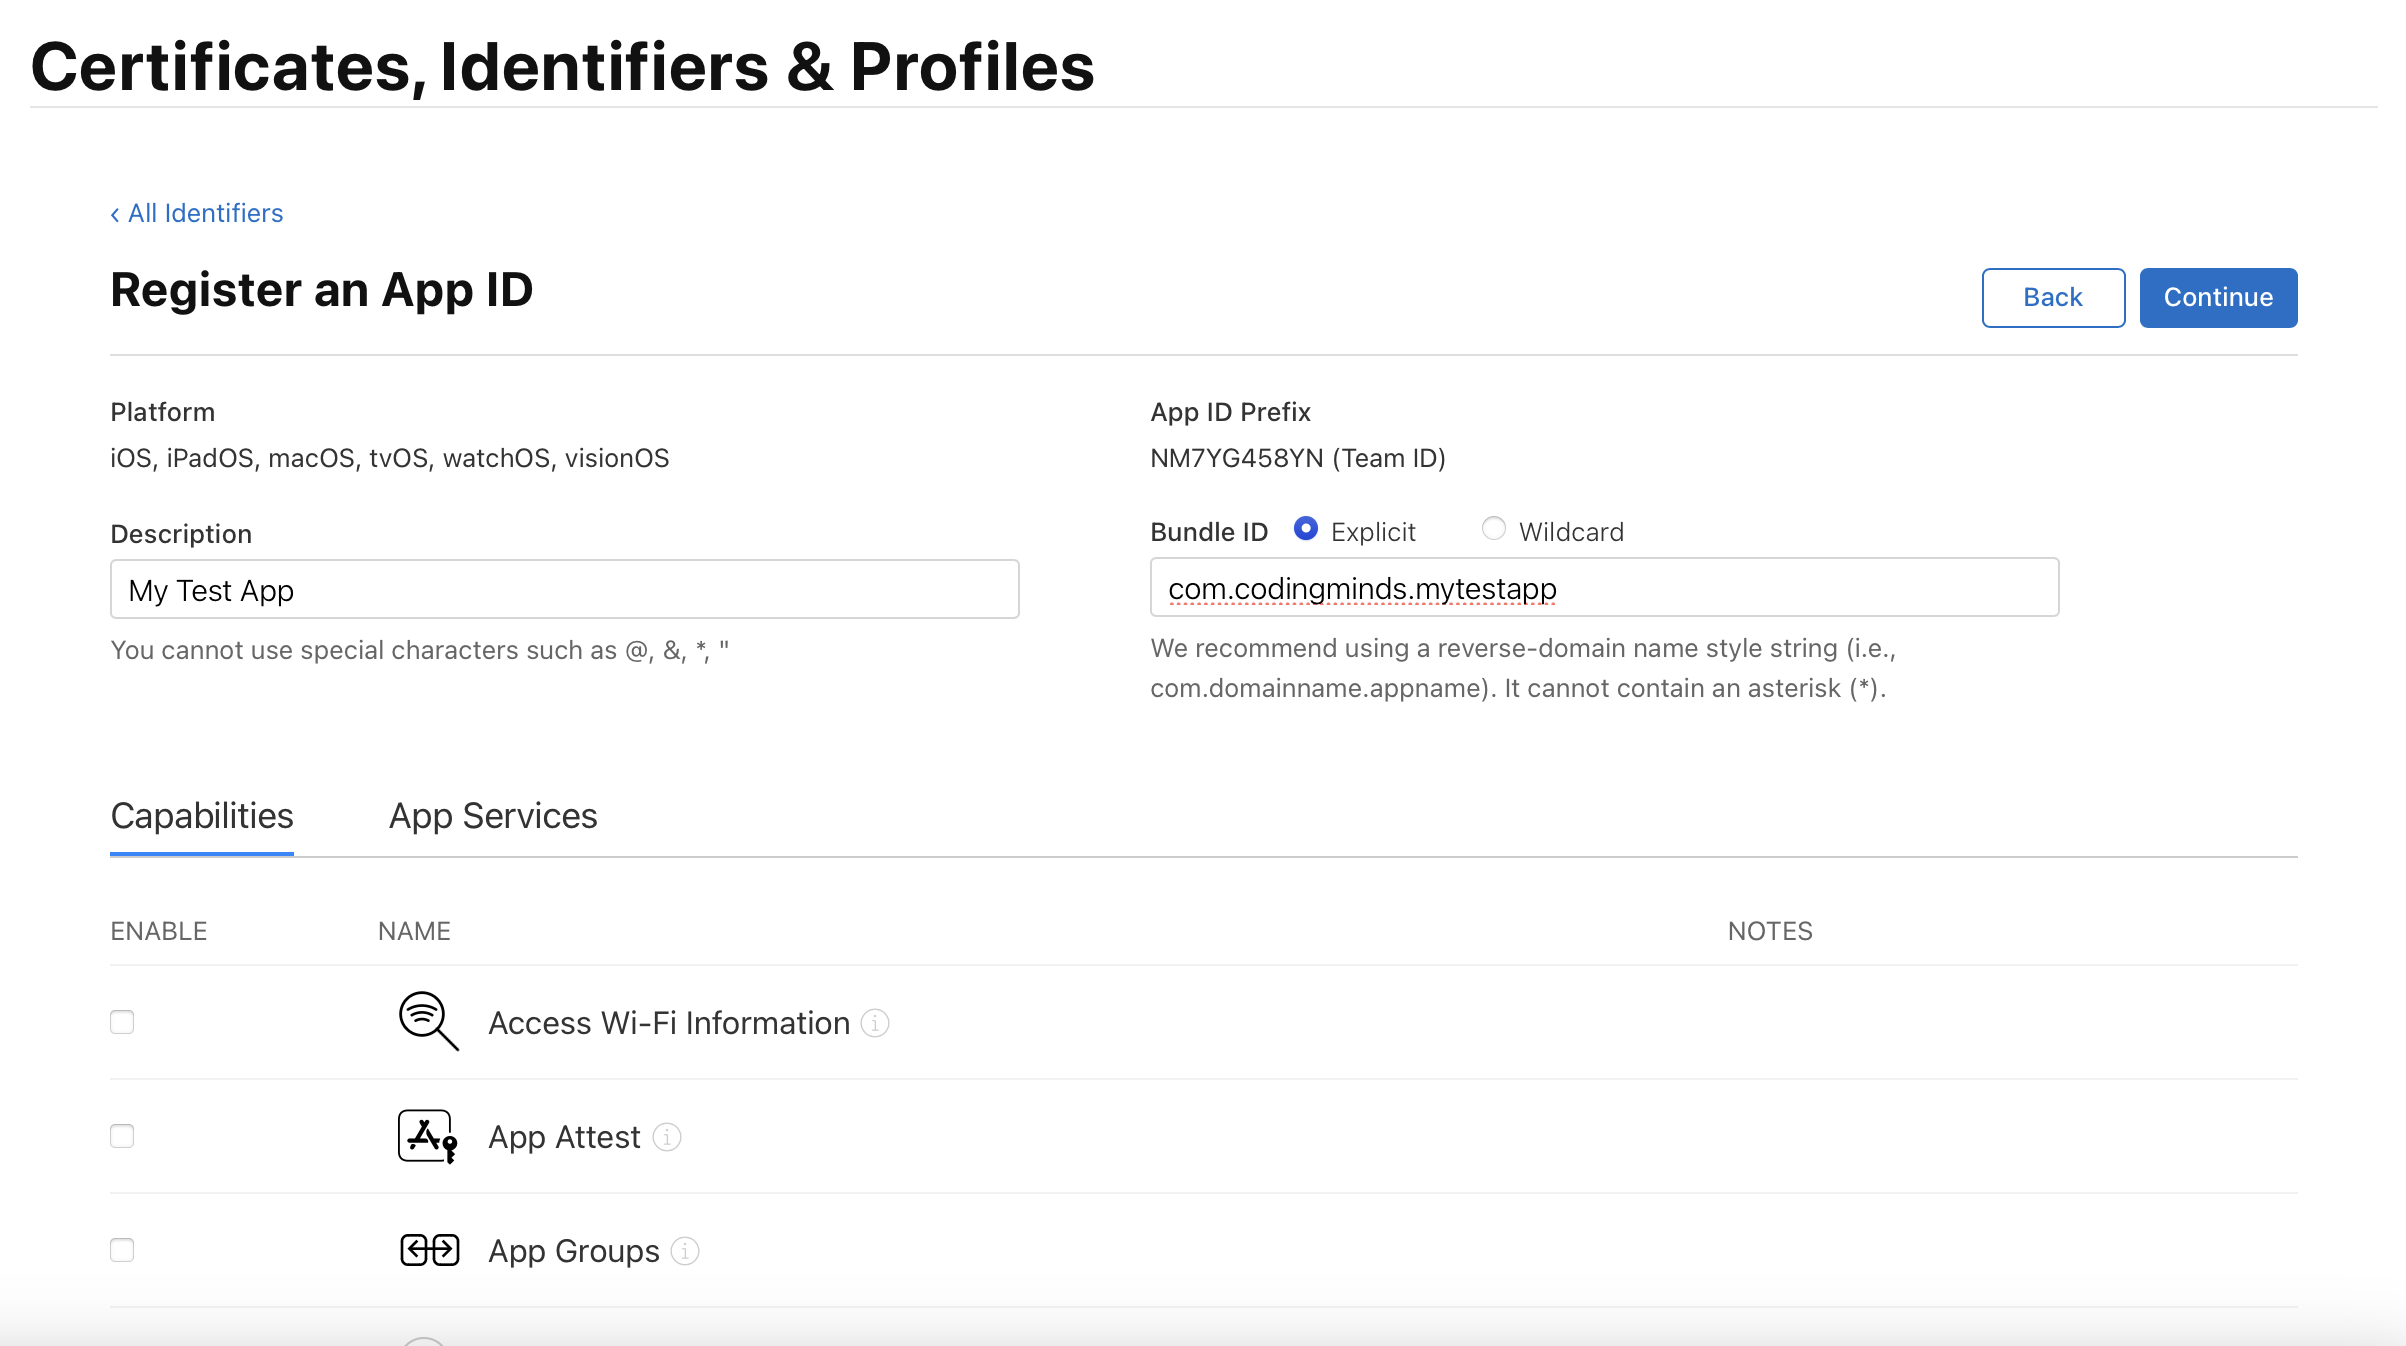 Certificates, Identifiers & Profiles
‹ All Identifiers
Register an App ID
Back
Continue
Platform
iOS, iPadOS, macOS, tvOS, watchOS, visionOS
App ID Prefix
NM7YG458YN (Team ID)
Description
My Test App
You cannot use special characters such as @, &, *, "
Bundle ID Explicit Wildcard
com.codingminds.mytestapp
We recommend using a reverse-domain name style string (i.e.,
com.domainname.appname). It cannot contain an asterisk (*).
Capabilities
App Services
ENABLE NAME NOTES
Access Wi-Fi Information
App Attest
App Groups